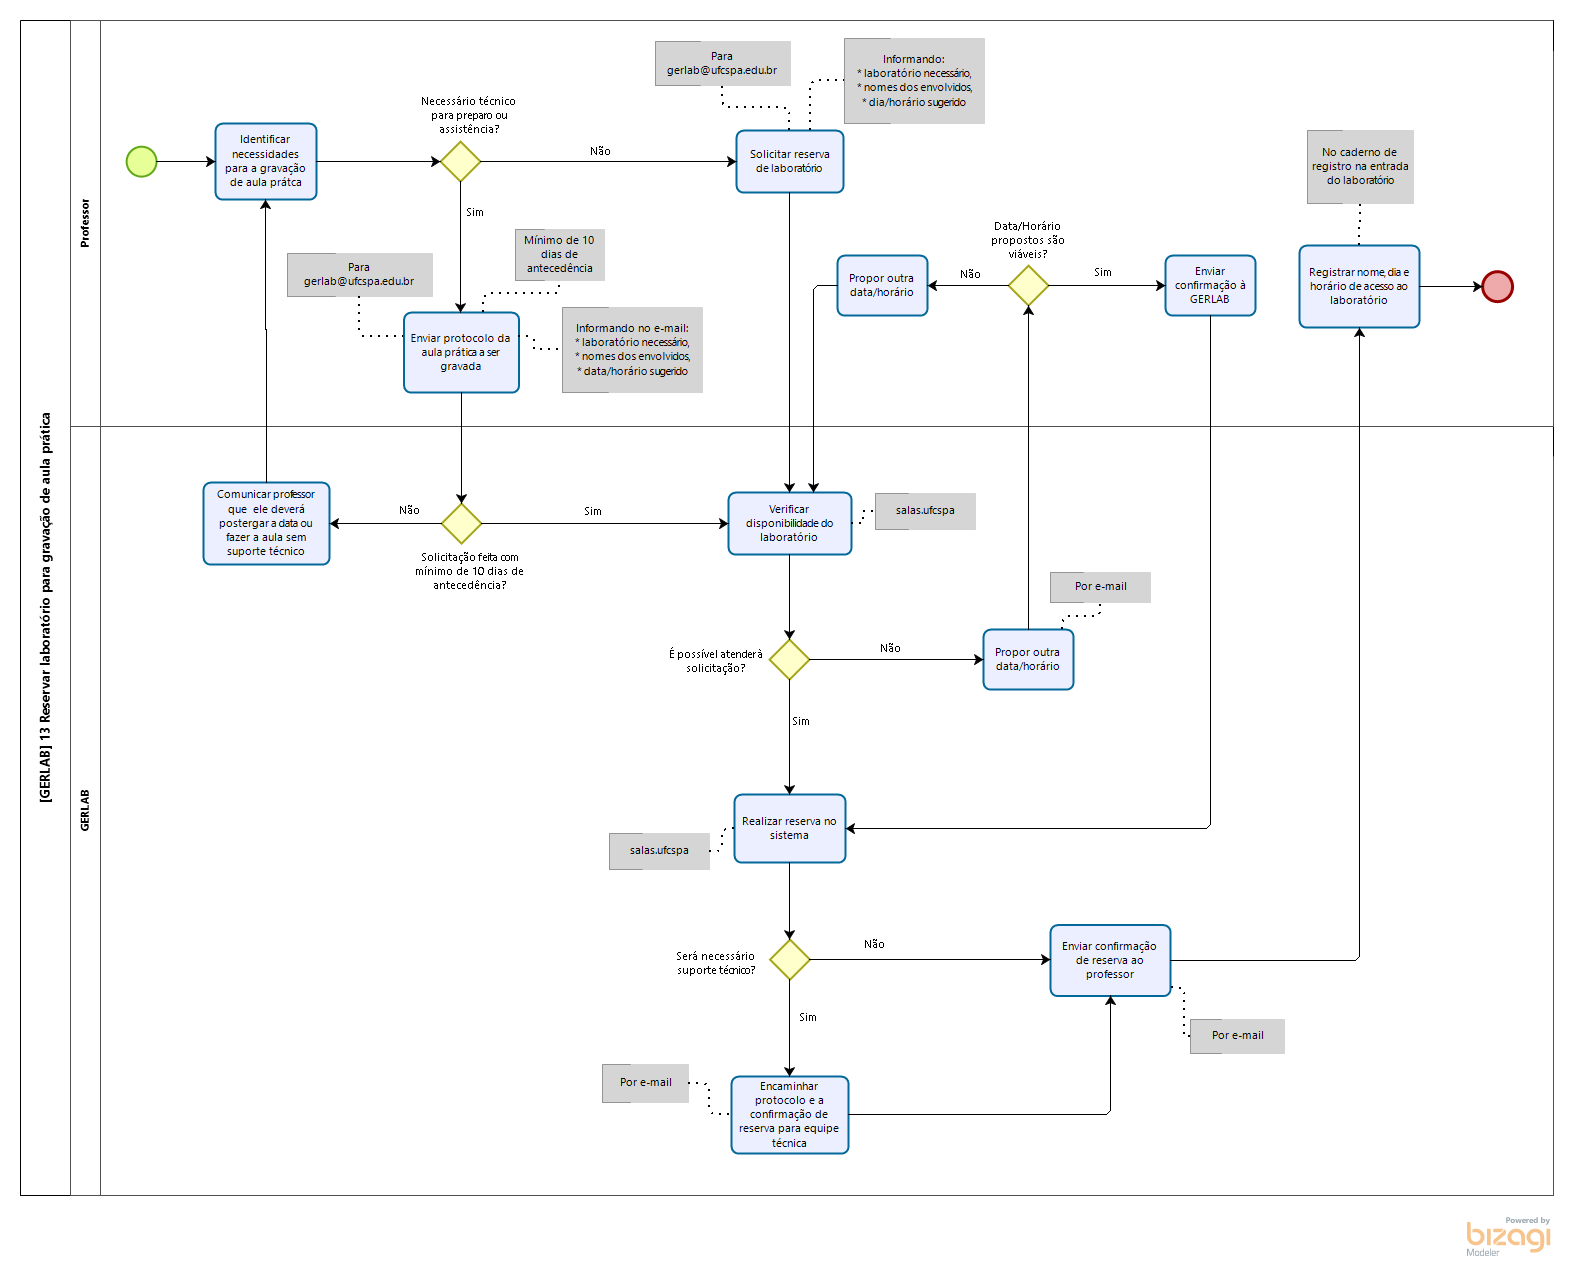 [GERLAB] 13 Reservar laboratório para gravação de aula prática
Professor
GERLAB
Para
gerlab@ufcspa.edu.br
Informando:
* laboratório necessário,
* nomes dos envolvidos,
* dia/horário sugerido
Necessário técnico
para preparo ou
assistência?
Identificar
necessidades
para a gravação
de aula prátca
Não
Solicitar reserva
de laboratório
No caderno de
registro na entrada
do laboratório
Sim
Mínimo de 10
dias de
antecedência
Para
gerlab@ufcspa.edu.br
Data/Horário
propostos são
viáveis?
Propor outra
data/horário
Não
Sim
Enviar
confirmação à
GERLAB
Registrar nome, dia e
horário de acesso ao
laboratório
Enviar protocolo da
aula prática a ser
gravada
Informando no e-mail:
* laboratório necessário,
* nomes dos envolvidos,
* data/horário sugerido
Comunicar professor
que ele deverá
postergar a data ou
fazer a aula sem
suporte técnico
Não
Sim
Solicitação feita com
mínimo de 10 dias de
antecedência?
Verificar
disponibilidade do
laboratório
salas.ufcspa
Por e-mail
É possível atender à
solicitação?
Não
Propor outra
data/horário
Sim
Realizar reserva no
sistema
salas.ufcspa
Será necessário
suporte técnico?
Não
Enviar confirmação
de reserva ao
professor
Sim
Por e-mail
Por e-mail
Encaminhar
protocolo e a
confirmação de
reserva para equipe
técnica
Powered by
bizagi
Modeler